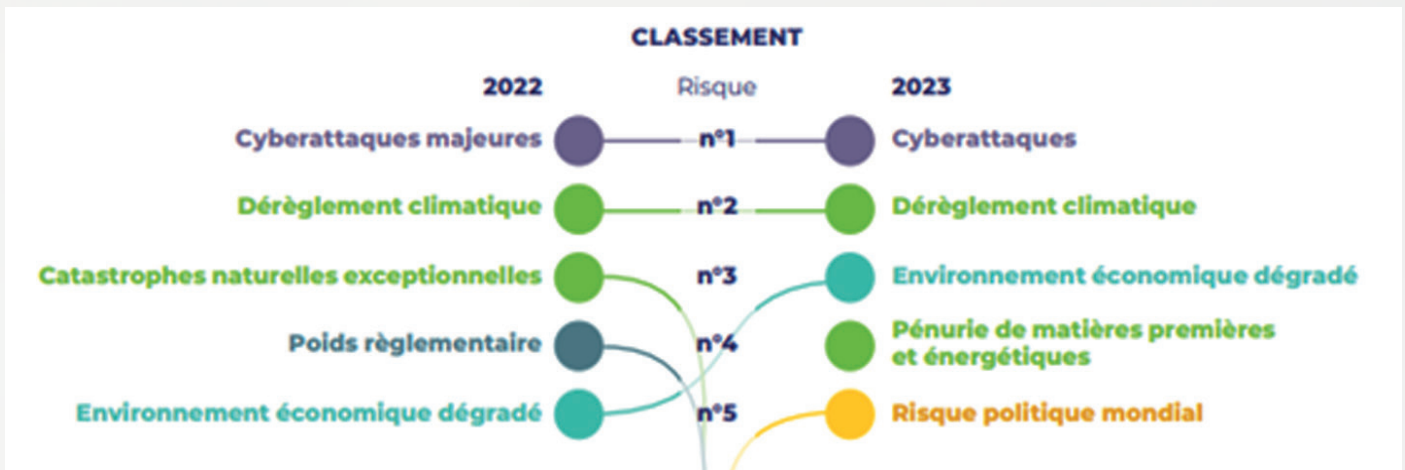 CLASSEMENT
2022 Risque 2023
Cyberattaques majeures n°1 Cyberattaques
Dérèglement climatique n°2 Dérèglement climatique
Catastrophes naturelles exceptionnelles n°3 Environnement économique dégradé
Poids règlementaire n°4 Pénurie de matières premières
et énergétiques
Environnement économique dégradé n°5 Risque politique mondial